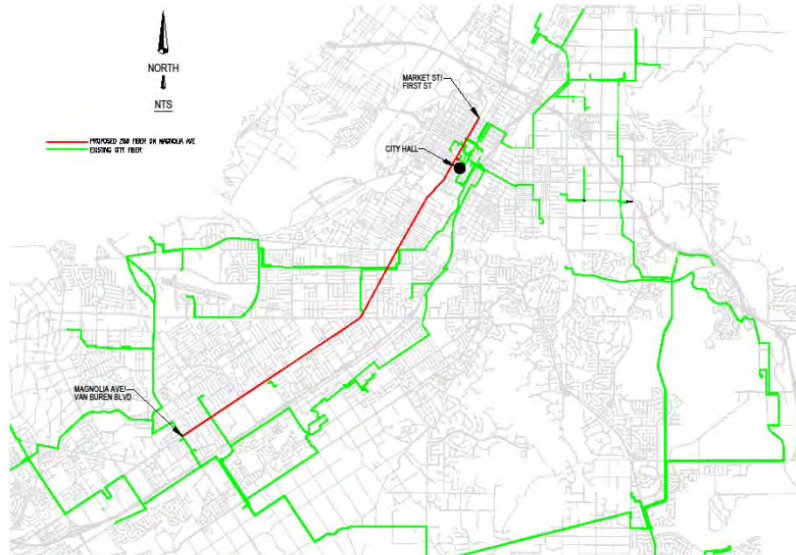 NORTH
NTS
PROPOSED 288 FIBER ON MAGNOLIA AVE
EXISTING CITY FIBER
MARKET ST/
FIRST ST
CITY HALL
MAGNOLIA AVE/
VAN BUREN BLVD